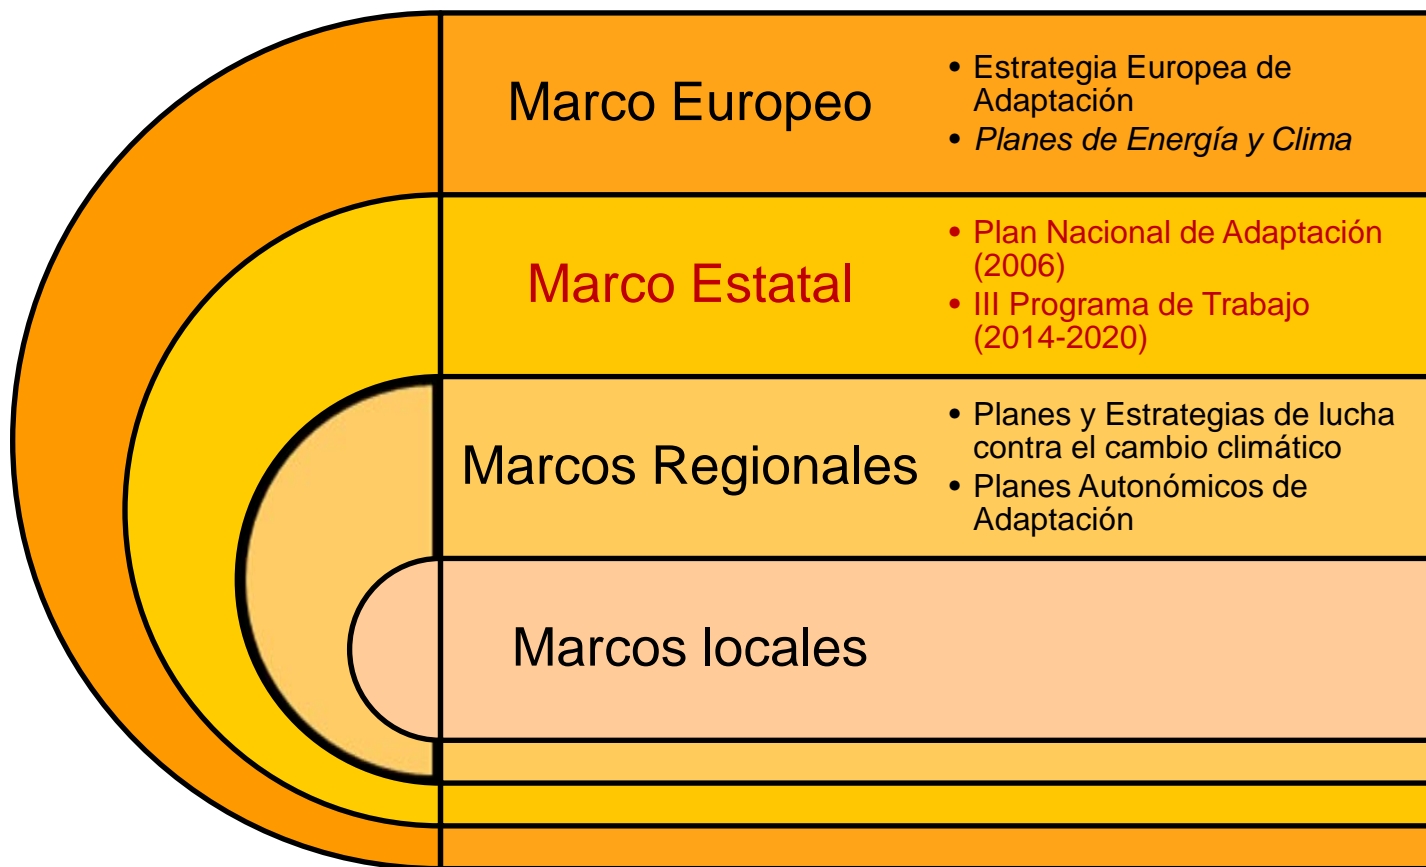 Marco Europeo
• Estrategia Europea de
Adaptación
• Planes de Energía y Clima
Marco Estatal
• Plan Nacional de Adaptación
(2006)
• III Programa de Trabajo
(2014-2020)
Marcos Regionales
• Planes y Estrategias de lucha
contra el cambio climático
• Planes Autonómicos de
Adaptación
Marcos locales